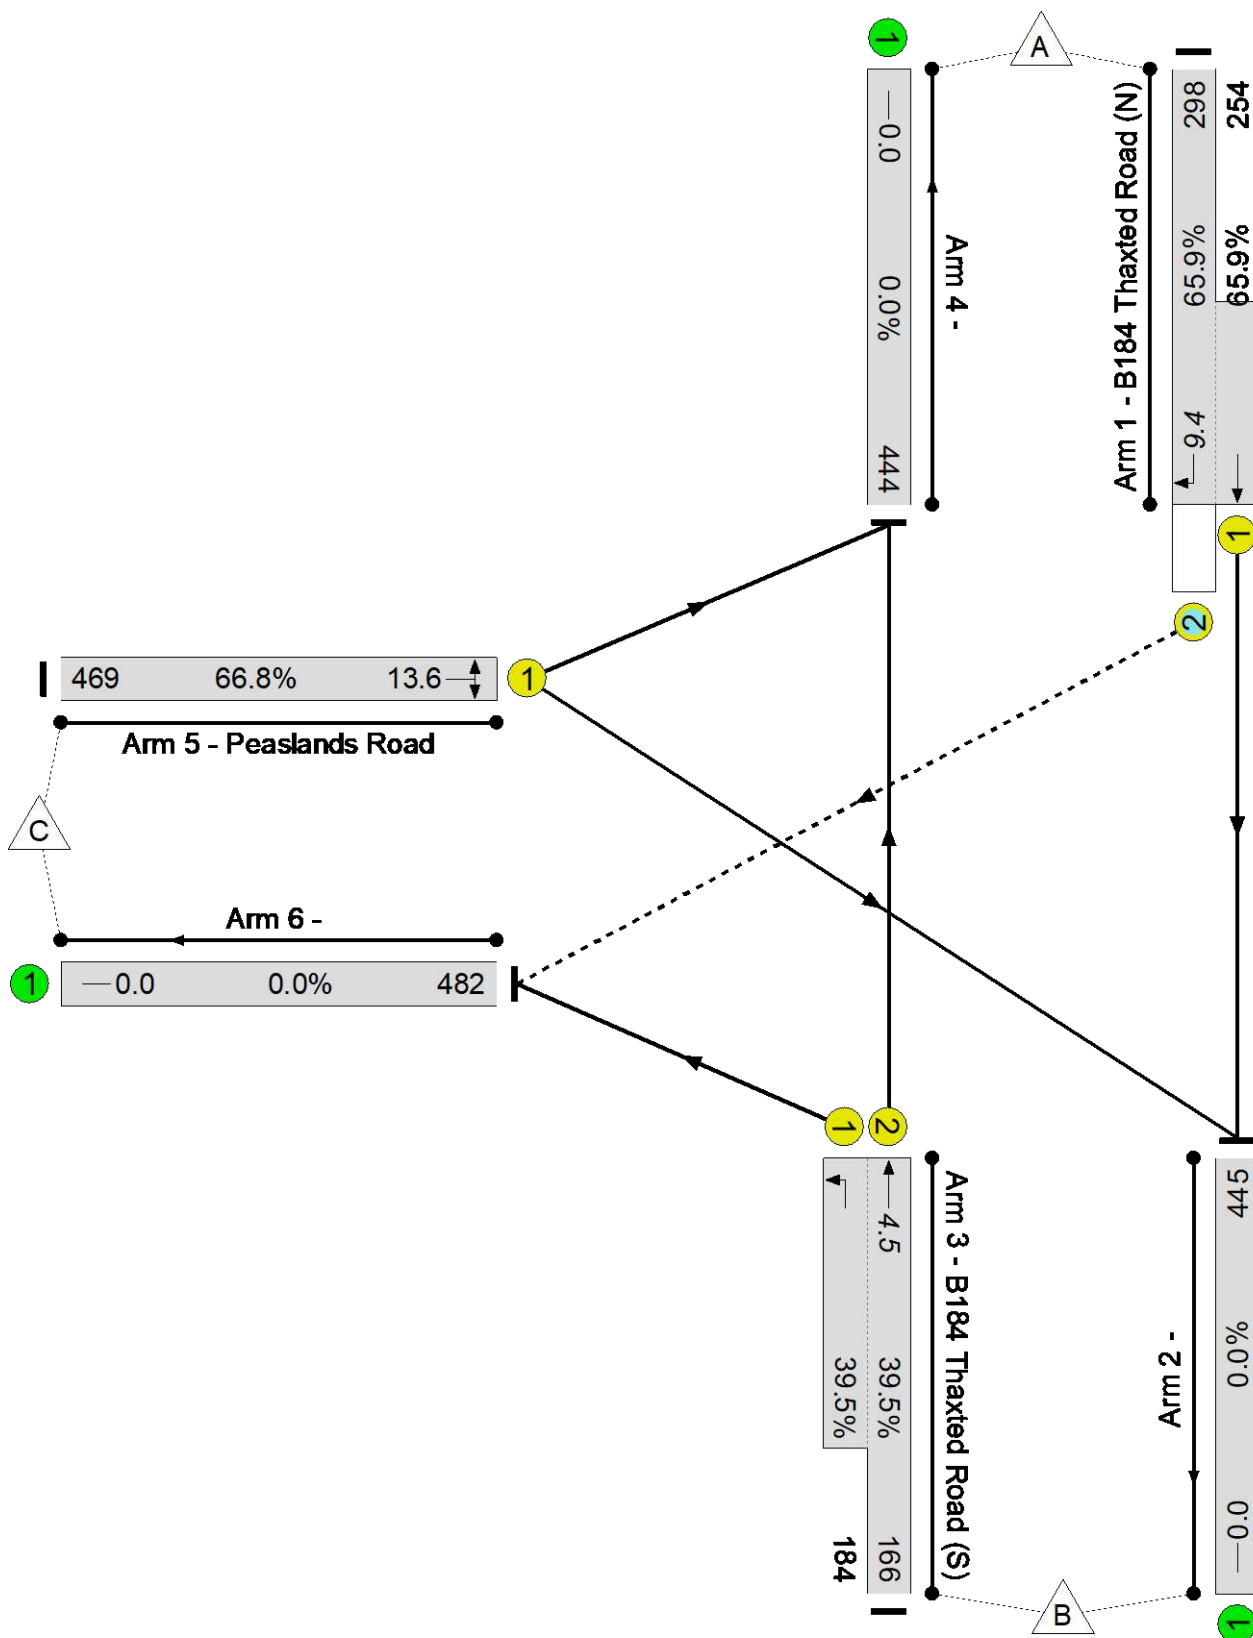 1
A
—0.0 0.0% 444
Arm 4 -
Arm 1 - B184 Thaxted Road (N)
298 65.9% 9.4
254 65.9%
1
2
469 66.8% 13.6
1
Arm 5 - Peaslands Road
C
Arm 6 -
1
—0.0 0.0% 482
1
2
4.5 39.5% 166
39.5% 184
Arm 3 - B184 Thaxted Road (S)
Arm 2 -
445 0.0% —0.0
B
1